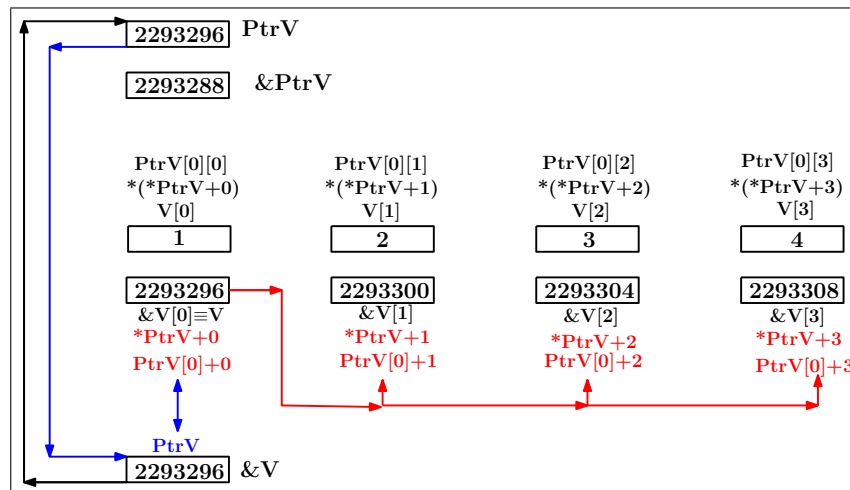 2293296 PtrV
2293288 &PtrV
PtrV[0][0] PtrV[0][1] PtrV[0][2] PtrV[0][3]
*(*PtrV+0) *(*PtrV+1) *(*PtrV+2) *(*PtrV+3)
V[0] V[1] V[2] V[3]
1 2 3 4
2293296 2293300 2293304 2293308
&V[0]≡V &V[1] &V[2] &V[3]
*PtrV+0 *PtrV+1 *PtrV+2 *PtrV+3
PtrV[0]+0 PtrV[0]+1 PtrV[0]+2 PtrV[0]+3
PtrV
2293296 &V